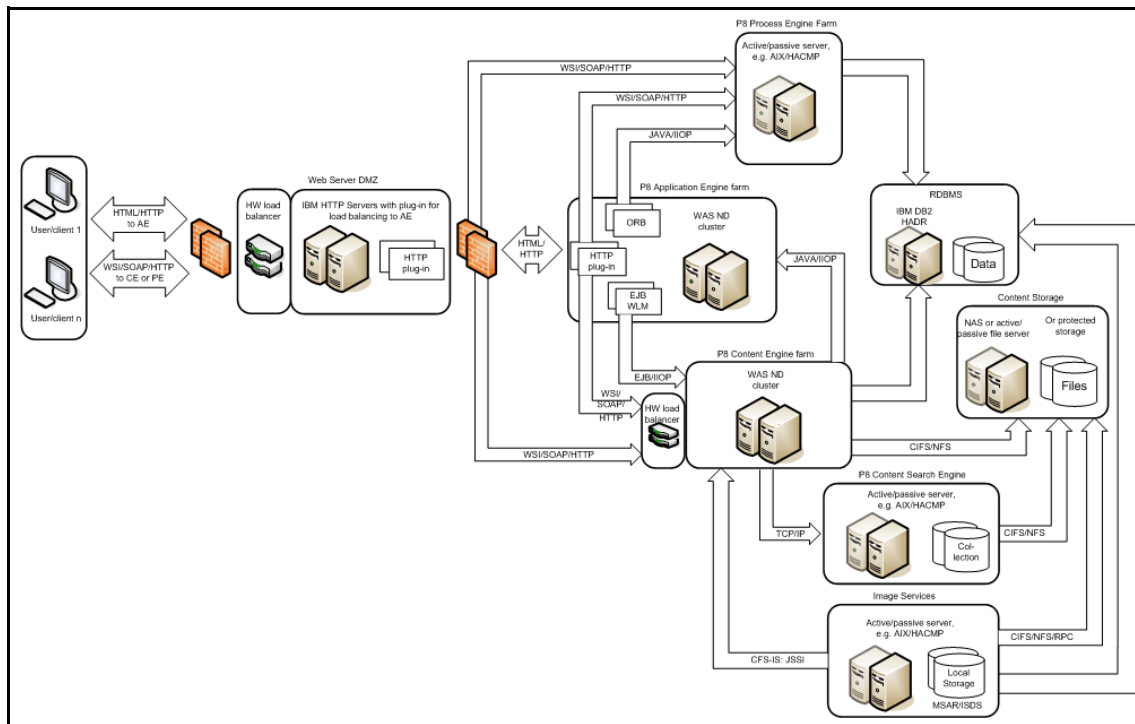 P8 Process Engine Farm
Active/passive server,
e.g. AIX/HACMP
WSI/SOAP/HTTP
WSI/SOAP/HTTP
JAVA/IIOP
User/client 1
User/client n
HTML/HTTP
to AE
WSI/SOAP/HTTP
to CE or PE
HW load
balancer
Web Server DMZ
IBM HTTP Servers with plug-in for
load balancing to AE
HTTP
plug-in
HTML/
HTTP
P8 Application Engine farm
ORB
HTTP
plug-in
EJB
WLM
WAS ND
cluster
JAVA/IIOP
RDBMS
IBM DB2
HADR
Data
Content Storage
NAS or active/
passive file server
Or protected
storage
Files
EJB/IIOP
WSI/
SOAP/
HTTP
WSI/SOAP/HTTP
HW load
balancer
P8 Content Engine farm
WAS ND
cluster
CIFS/NFS
TCP/IP
P8 Content Search Engine
Active/passive server,
e.g. AIX/HACMP
Col-
lection
CIFS/NFS
Image Services
Active/passive server,
e.g. AIX/HACMP
Local
Storage
MSAR/ISDS
CIFS/NFS/RPC
CFS-IS: JSSI